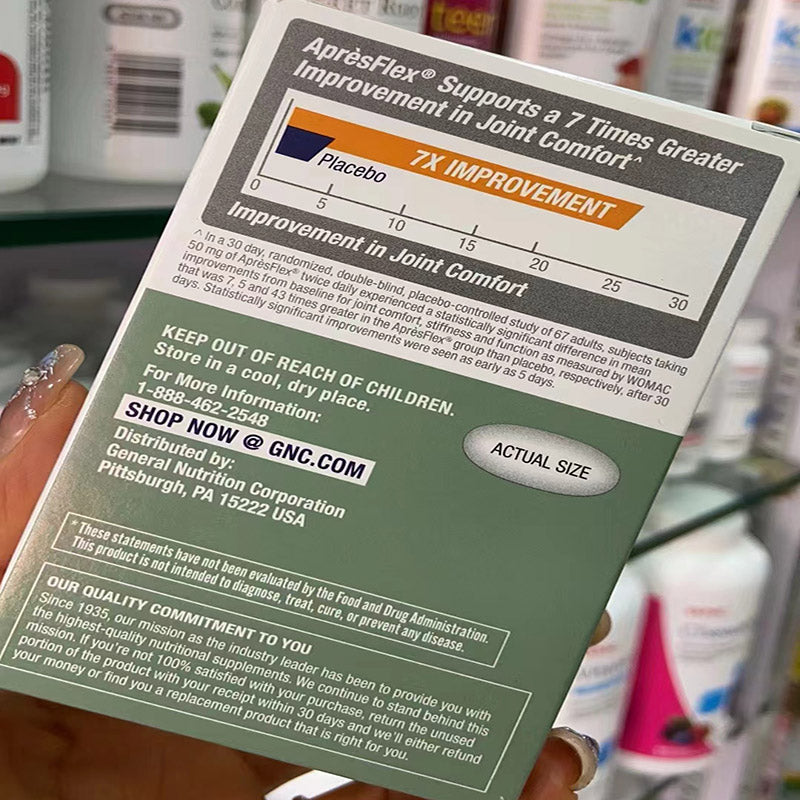 teen
ApresFlex® Supports a 7 Times Greater
Improvement in Joint Comfort^
7X IMPROVEMENT
Placebo
0 5 10 15 20 25 30
Improvement in Joint Comfort
^ In a 30 day, randomized, double-blind, placebo-controlled study of 67 adults, subjects taking
50 mg of AprèsFlex® twice daily experienced a statistically significant difference in mean
improvements from baseline for joint comfort, stiffness and function as measured by WOMAC
that was 7, 5 and 43 times greater in the AprèsFlex® group than placebo, respectively, after 30
days. Statistically significant improvements were seen as early as 5 days.
KEEP OUT OF REACH OF CHILDREN.
Store in a cool, dry place.
For More Information:
1-888-462-2548
SHOP NOW @ GNC.COM
Distributed by:
General Nutrition Corporation
Pittsburgh, PA 15222 USA
ACTUAL SIZE
* These statements have not been evaluated by the Food and Drug Administration.
This product is not intended to diagnose, treat, cure, or prevent any disease.
OUR QUALITY COMMITMENT TO YOU
Since 1935, our mission as the industry leader has been to provide you with
the highest-quality nutritional supplements. We continue to stand behind this
mission. If you're not 100% satisfied with your purchase, return the unused
portion of the product with your receipt within 30 days and we'll either refund
your money or find you a replacement product that is right for you.